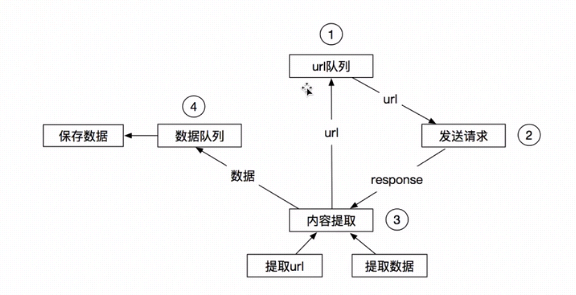 ①
url队列
url
④
保存数据
数据队列
发送请求
②
url
数据
response
内容提取
③
提取url
提取数据